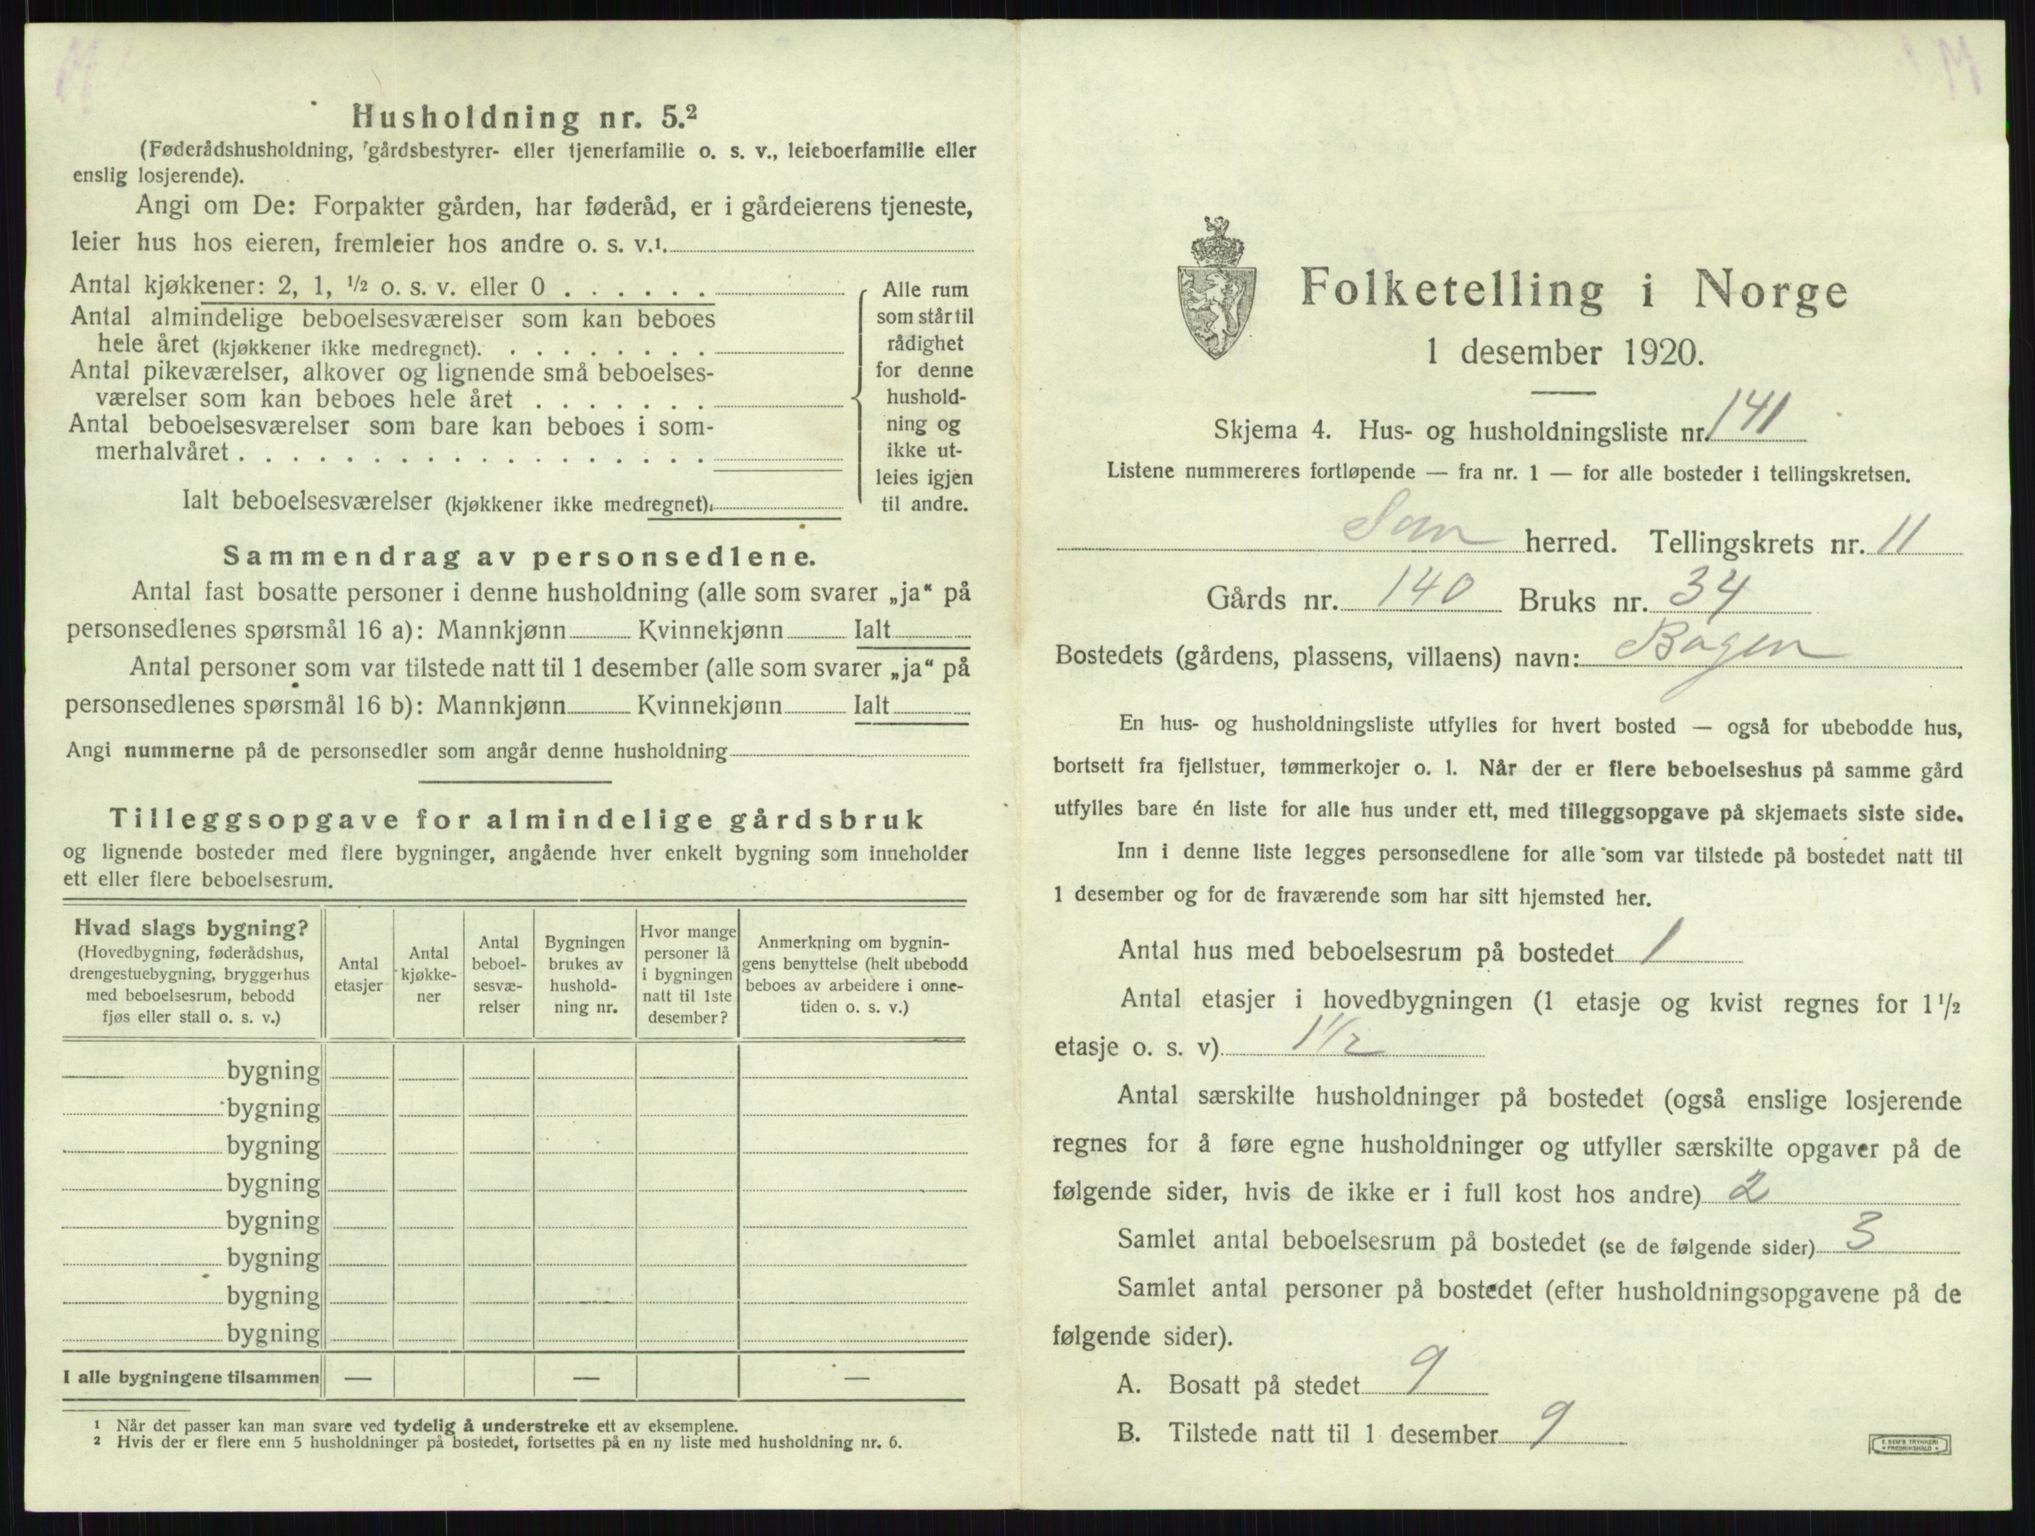 Husholdning nr. 5.²
(Føderådshusholdning, gårdsbestyrer- eller tjenerfamilie o. s. v., leieboerfamilie eller
enslig losjerende).
Angi om De: Forpakter gården, har føderåd, er i gårdeierens tjeneste,
leier hus hos eieren, fremleier hos andre o. s. v.¹
Antal kjøkkener: 2, 1, ½ o. s. v. eller 0 . . . . . .
Antal almindelige beboelsesværelser som kan beboes
hele året (kjøkkener ikke medregnet). . . . . . . . .
Antal pikeværelser, alkover og lignende små beboelses-
værelser som kan beboes hele året . . . . . . .
Antal beboelsesværelser som bare kan beboes i som-
merhalvåret . . . . . . . . . . . . . . . . . .
Ialt beboelsesværelser (kjøkkener ikke medregnet).
Alle rum
som står til
rådighet
for denne
hushold-
ning og
ikke ut-
leies igjen
til andre.
Sammendrag av personsedlene.
Antal fast bosatte personer i denne husholdning (alle som svarer „ja“ på
personsedlenes spørsmål 16 a): Mannkjønn Kvinnekjønn Ialt
Antal personer som var tilstede natt til 1 desember (alle som svarer „ja“ på
personsedlenes spørsmål 16 b): Mannkjønn Kvinnekjønn Ialt
Angi nummerne på de personsedler som angår denne husholdning
Tilleggsopgave for almindelige gårdsbruk
og lignende bosteder med flere bygninger, angående hver enkelt bygning som inneholder
ett eller flere beboelsesrum.
Hvad slags bygning?
(Hovedbygning, føderådshus,
drengestuebygning, bryggerhus
med beboelsesrum, bebodd
fjøs eller stall o. s. v.)
Antal
etasjer
Antal
kjøkke-
ner
Antal
beboel-
sesvæ-
relser
Bygningen
brukes av
hushold-
ning nr.
Hvor mange
personer lå
i bygningen
natt til 1ste
desember?
Anmerkning om bygnin-
gens benyttelse (helt ubebodd
beboes av arbeidere i onne-
tiden o. s. v.)
bygning
bygning
bygning
bygning
bygning
bygning
bygning
bygning
I alle bygningene tilsammen — — —
¹ Når det passer kan man svare ved tydelig å understreke ett av eksemplene.
² Hvis der er flere enn 5 husholdninger på bostedet, fortsettes på en ny liste med husholdning nr. 6.
Folketelling i Norge
1 desember 1920.
Skjema 4. Hus- og husholdningsliste nr. 141
Listene nummereres fortløpende — fra nr. 1 — for alle bosteder i tellingskretsen.
herred. Tellingskrets nr. 11
Gårds nr. 140 Bruks nr. 34
Bostedets (gårdens, plassens, villaens) navn: Bagen
En hus- og husholdningsliste utfylles for hvert bosted — også for ubebodde hus,
bortsett fra fjellstuer, tømmerkojer o. l. Når der er flere beboelseshus på samme gård
utfylles bare én liste for alle hus under ett, med tilleggsopgave på skjemaets siste side.
Inn i denne liste legges personsedlene for alle som var tilstede på bostedet natt til
1 desember og for de fraværende som har sitt hjemsted her.
Antal hus med beboelsesrum på bostedet 1
Antal etasjer i hovedbygningen (1 etasje og kvist regnes for 1½
etasje o. s. v) 1½
Antal særskilte husholdninger på bostedet (også enslige losjerende
regnes for å føre egne husholdninger og utfyller særskilte opgaver på de
følgende sider, hvis de ikke er i full kost hos andre) 2
Samlet antal beboelsesrum på bostedet (se de følgende sider) 3
Samlet antal personer på bostedet (efter husholdningsopgavene på de
følgende sider).
A. Bosatt på stedet 9
B. Tilstede natt til 1 desember 9
E. SEM'S TRYKKERI
FREDRIKSHALD